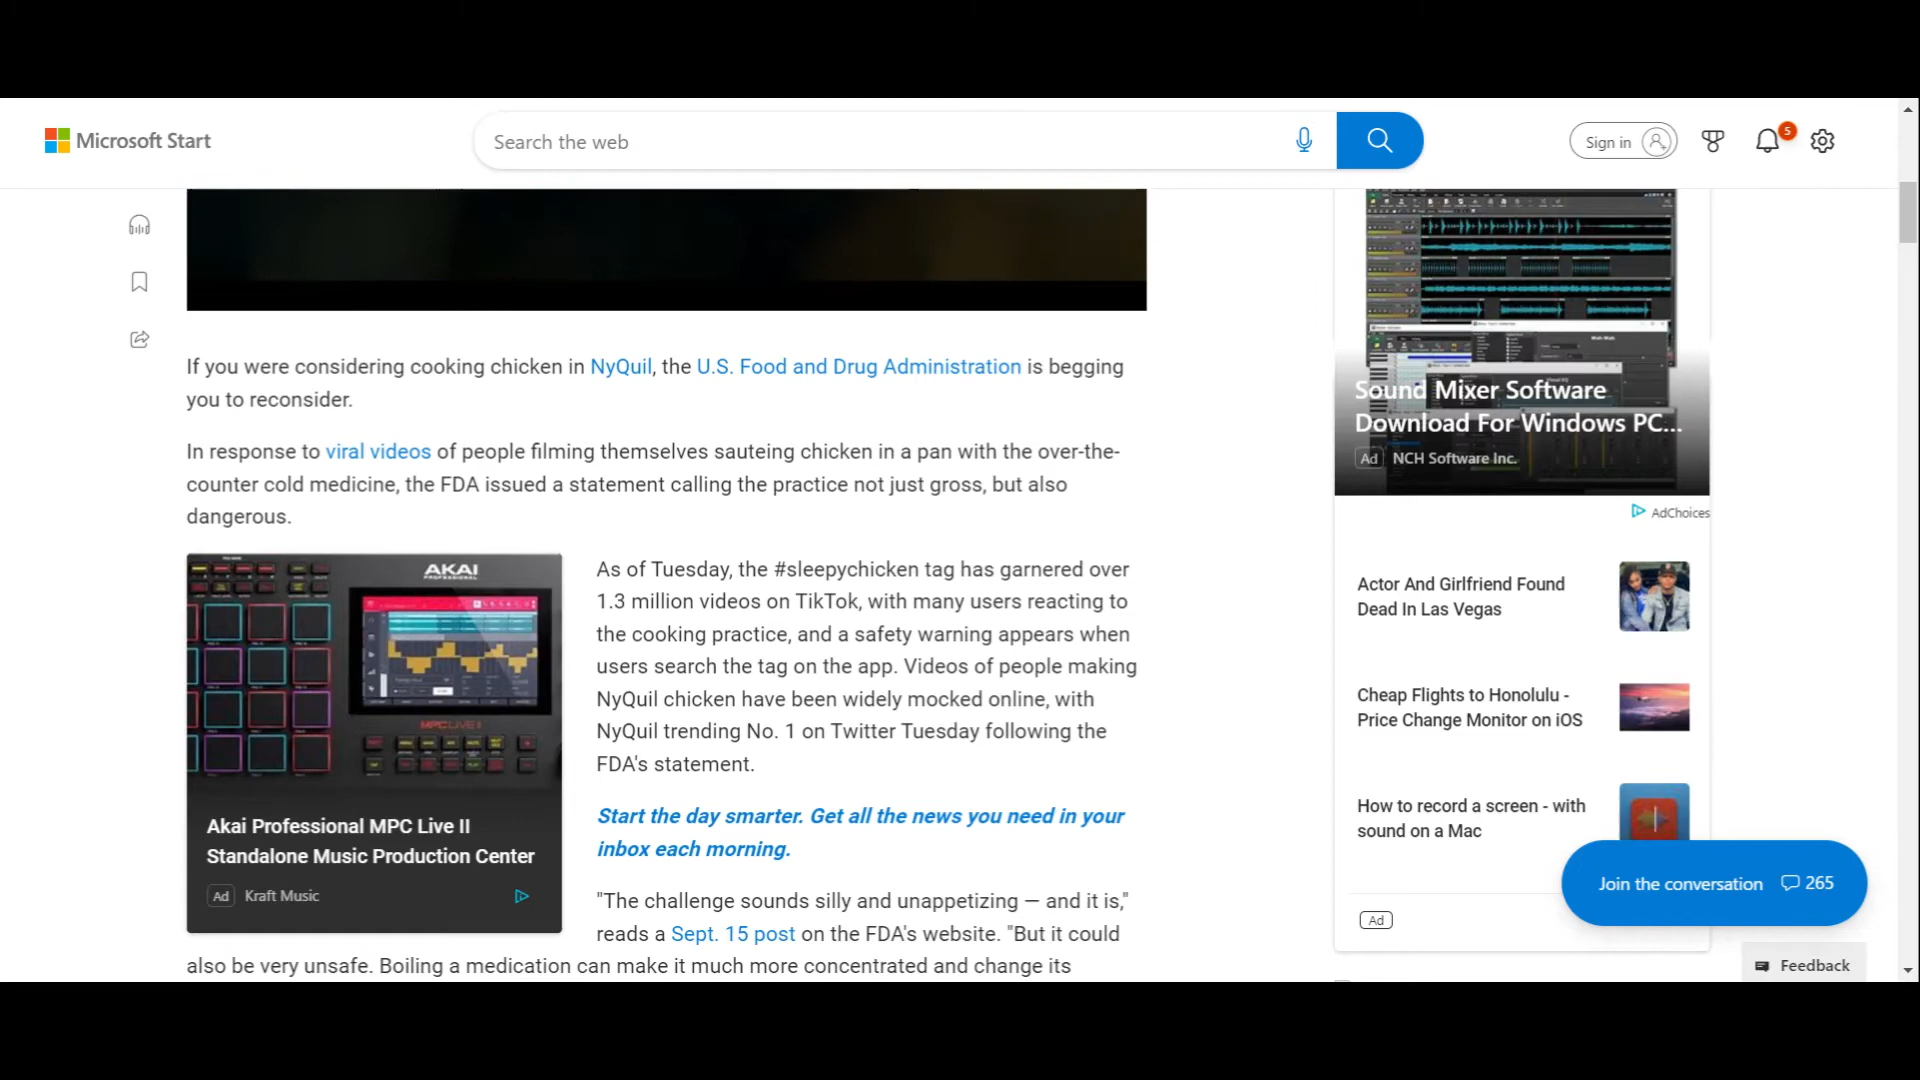 Microsoft Start
Search the web
Sign in
5
If you were considering cooking chicken in NyQuil, the U.S. Food and Drug Administration is begging
you to reconsider.
In response to viral videos of people filming themselves sauteing chicken in a pan with the over-the-
counter cold medicine, the FDA issued a statement calling the practice not just gross, but also
dangerous.
AKAI
PROFESSIONAL
MPC LIVE II
Akai Professional MPC Live II
Standalone Music Production Center
Ad Kraft Music
As of Tuesday, the #sleepychicken tag has garnered over
1.3 million videos on TikTok, with many users reacting to
the cooking practice, and a safety warning appears when
users search the tag on the app. Videos of people making
NyQuil chicken have been widely mocked online, with
NyQuil trending No. 1 on Twitter Tuesday following the
FDA's statement.
Start the day smarter. Get all the news you need in your
inbox each morning.
"The challenge sounds silly and unappetizing — and it is,"
reads a Sept. 15 post on the FDA's website. "But it could
also be very unsafe. Boiling a medication can make it much more concentrated and change its
Sound Mixer Software
Download For Windows PC...
Ad NCH Software Inc.
AdChoices
Actor And Girlfriend Found
Dead In Las Vegas
Cheap Flights to Honolulu -
Price Change Monitor on iOS
How to record a screen - with
sound on a Mac
Join the conversation 265
Ad
Feedback